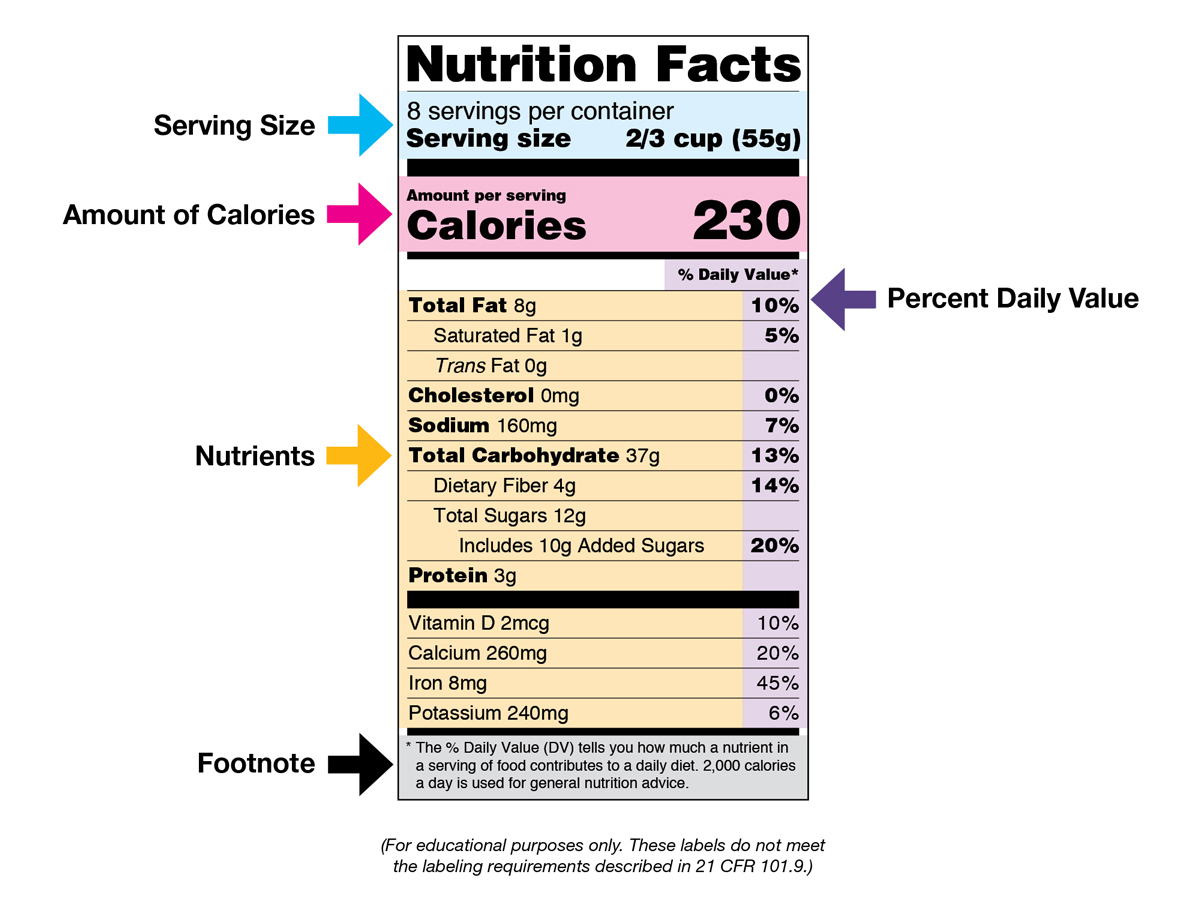 Nutrition Facts
8 servings per container
Serving size 2/3 cup (55g)
Serving Size
Amount per serving
Calories 230
Amount of Calories
% Daily Value*
Percent Daily Value
Total Fat 8g 10%
Saturated Fat 1g 5%
Trans Fat 0g
Cholesterol 0mg 0%
Sodium 160mg 7%
Nutrients
Total Carbohydrate 37g 13%
Dietary Fiber 4g 14%
Total Sugars 12g
Includes 10g Added Sugars 20%
Protein 3g
Vitamin D 2mcg 10%
Calcium 260mg 20%
Iron 8mg 45%
Potassium 240mg 6%
Footnote
* The % Daily Value (DV) tells you how much a nutrient in
a serving of food contributes to a daily diet. 2,000 calories
a day is used for general nutrition advice.
(For educational purposes only. These labels do not meet
the labeling requirements described in 21 CFR 101.9.)